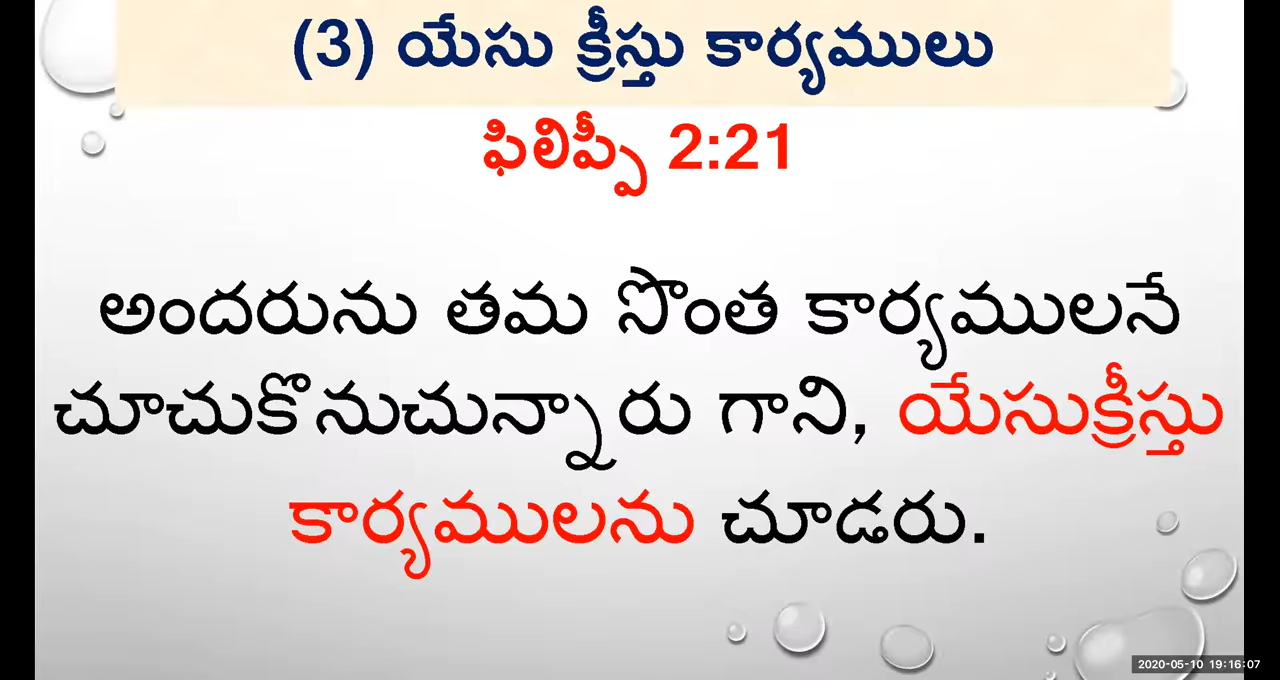 (3) యేసు క్రీస్తు కార్యములు
ఫిలిప్పీ 2:21
అందరును తమ సొంత కార్యములనే
చూచుకొనుచున్నారు గాని, యేసుక్రీస్తు
కార్యములను చూడరు.
2020-05-10 19:16:07